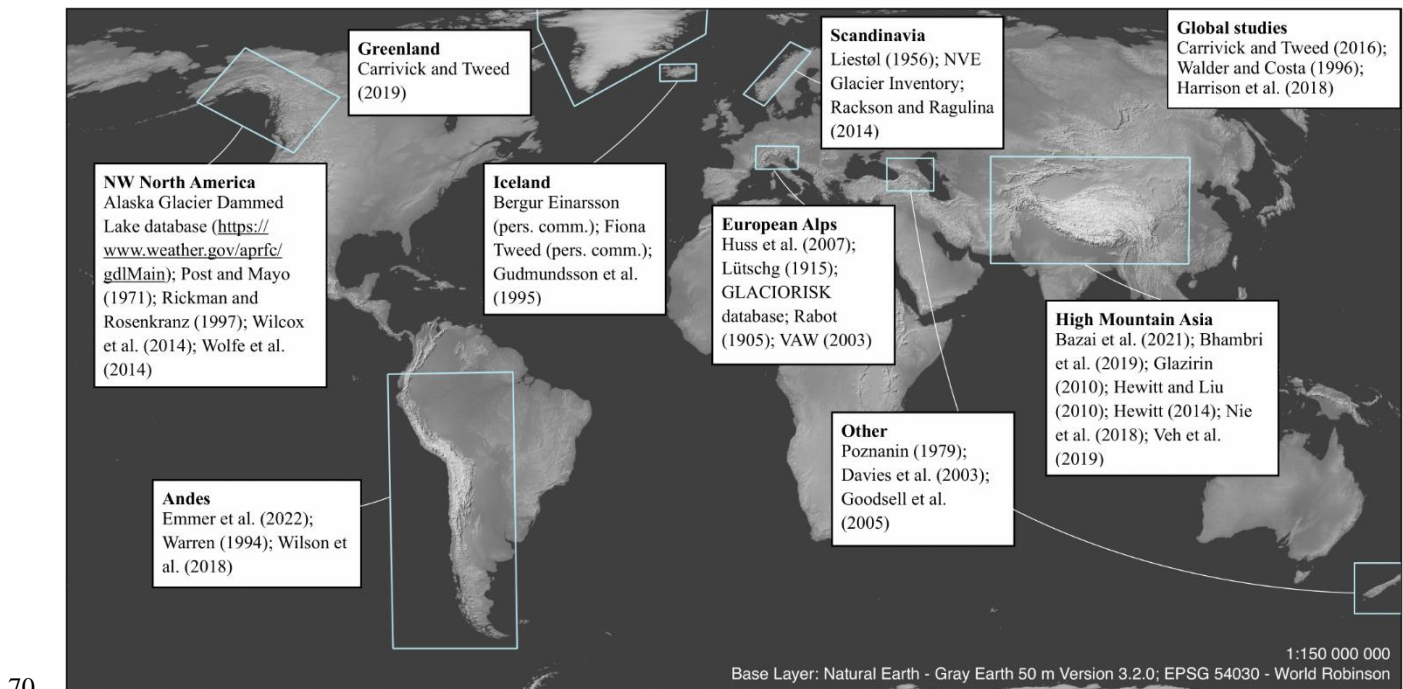 Greenland
Carrivick and Tweed
(2019)
Scandinavia
Liestøl (1956); NVE
Glacier Inventory;
Rackson and Ragulina
(2014)
Global studies
Carrivick and Tweed (2016);
Walder and Costa (1996);
Harrison et al. (2018)
NW North America
Alaska Glacier Dammed
Lake database (https://
www.weather.gov/aprfc/
gdlMain); Post and Mayo
(1971); Rickman and
Rosenkranz (1997); Wilcox
et al. (2014); Wolfe et al.
(2014)
Iceland
Bergur Einarsson
(pers. comm.); Fiona
Tweed (pers. comm.);
Gudmundsson et al.
(1995)
European Alps
Huss et al. (2007);
Lütschg (1915);
GLACIORISK
database; Rabot
(1905); VAW (2003)
High Mountain Asia
Bazai et al. (2021); Bhambri
et al. (2019); Glazirin
(2010); Hewitt and Liu
(2010); Hewitt (2014); Nie
et al. (2018); Veh et al.
(2019)
Other
Poznanin (1979);
Davies et al. (2003);
Goodsell et al.
(2005)
Andes
Emmer et al. (2022);
Warren (1994); Wilson et
al. (2018)
1:150 000 000
Base Layer: Natural Earth - Gray Earth 50 m Version 3.2.0; EPSG 54030 - World Robinson
70